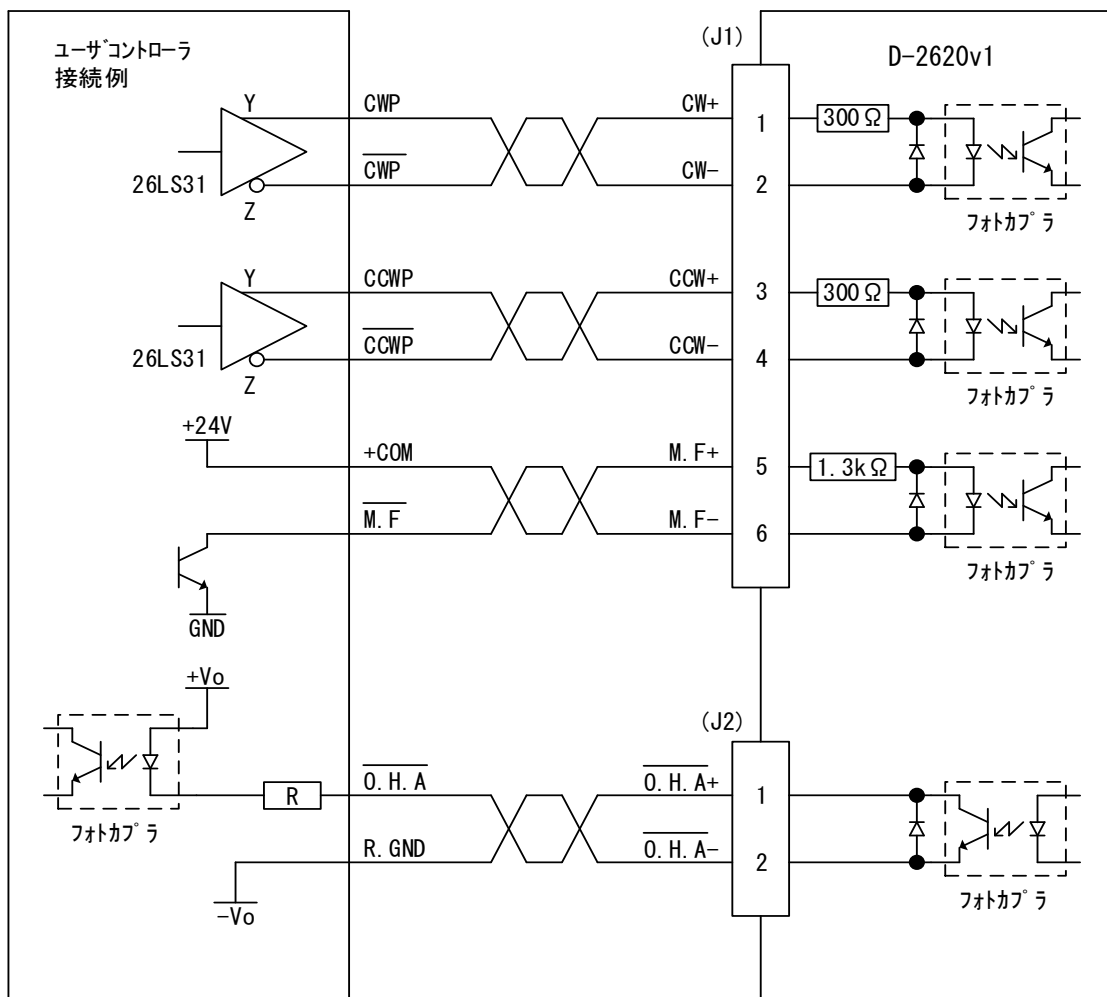 ユーザコントローラ
接続例
(J1)
D-2620v1
Y
CWP
CW+
1
300Ω
26LS31
Z
CWP
CW-
2
フォトカプラ
Y
CCWP
CCW+
3
300Ω
26LS31
Z
CCWP
CCW-
4
フォトカプラ
+24V
+COM
M.F+
5
1.3kΩ
M.F
M.F-
6
フォトカプラ
GND
+Vo
(J2)
R
O.H.A
O.H.A+
1
フォトカプラ
R.GND
O.H.A-
2
フォトカプラ
-Vo